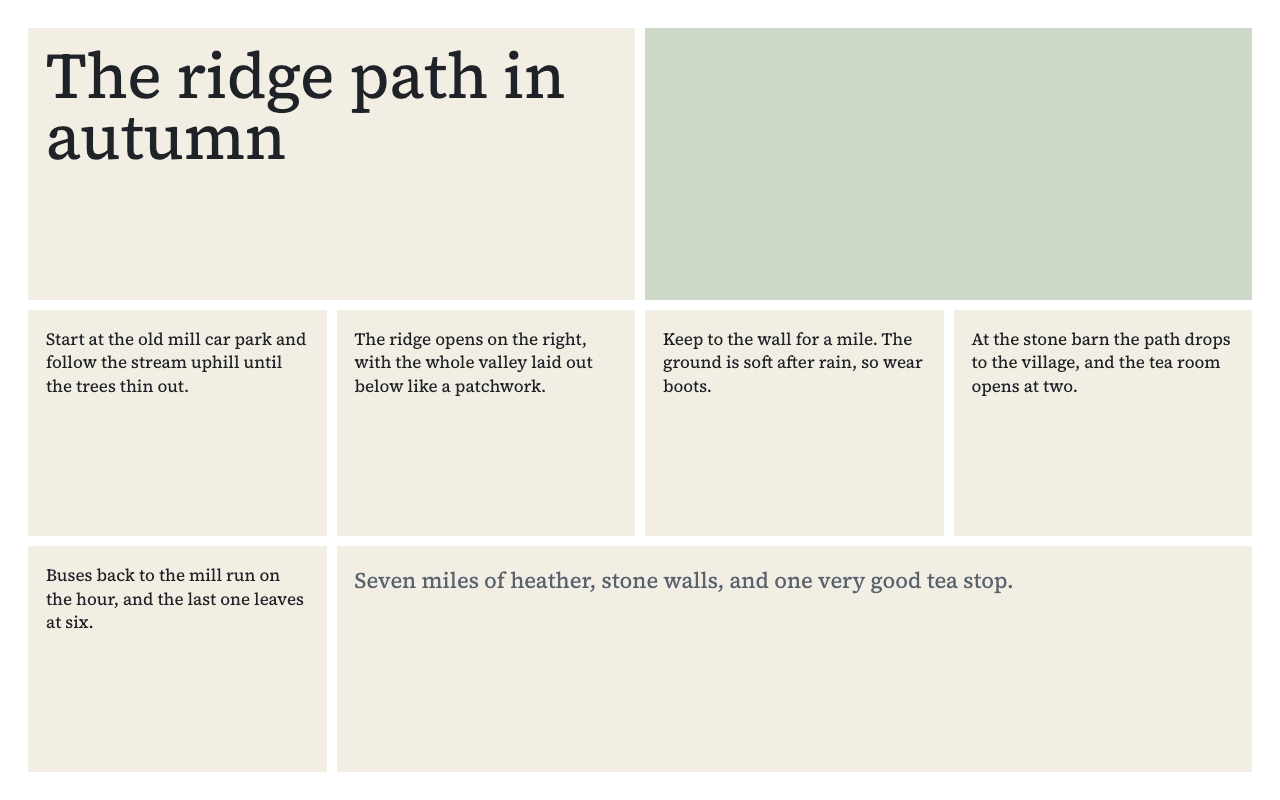 The ridge path in
autumn
Start at the old mill car park and
follow the stream uphill until
the trees thin out.
The ridge opens on the right,
with the whole valley laid out
below like a patchwork.
Keep to the wall for a mile. The
ground is soft after rain, so wear
boots.
At the stone barn the path drops
to the village, and the tea room
opens at two.
Buses back to the mill run on
the hour, and the last one leaves
at six.
Seven miles of heather, stone walls, and one very good tea stop.